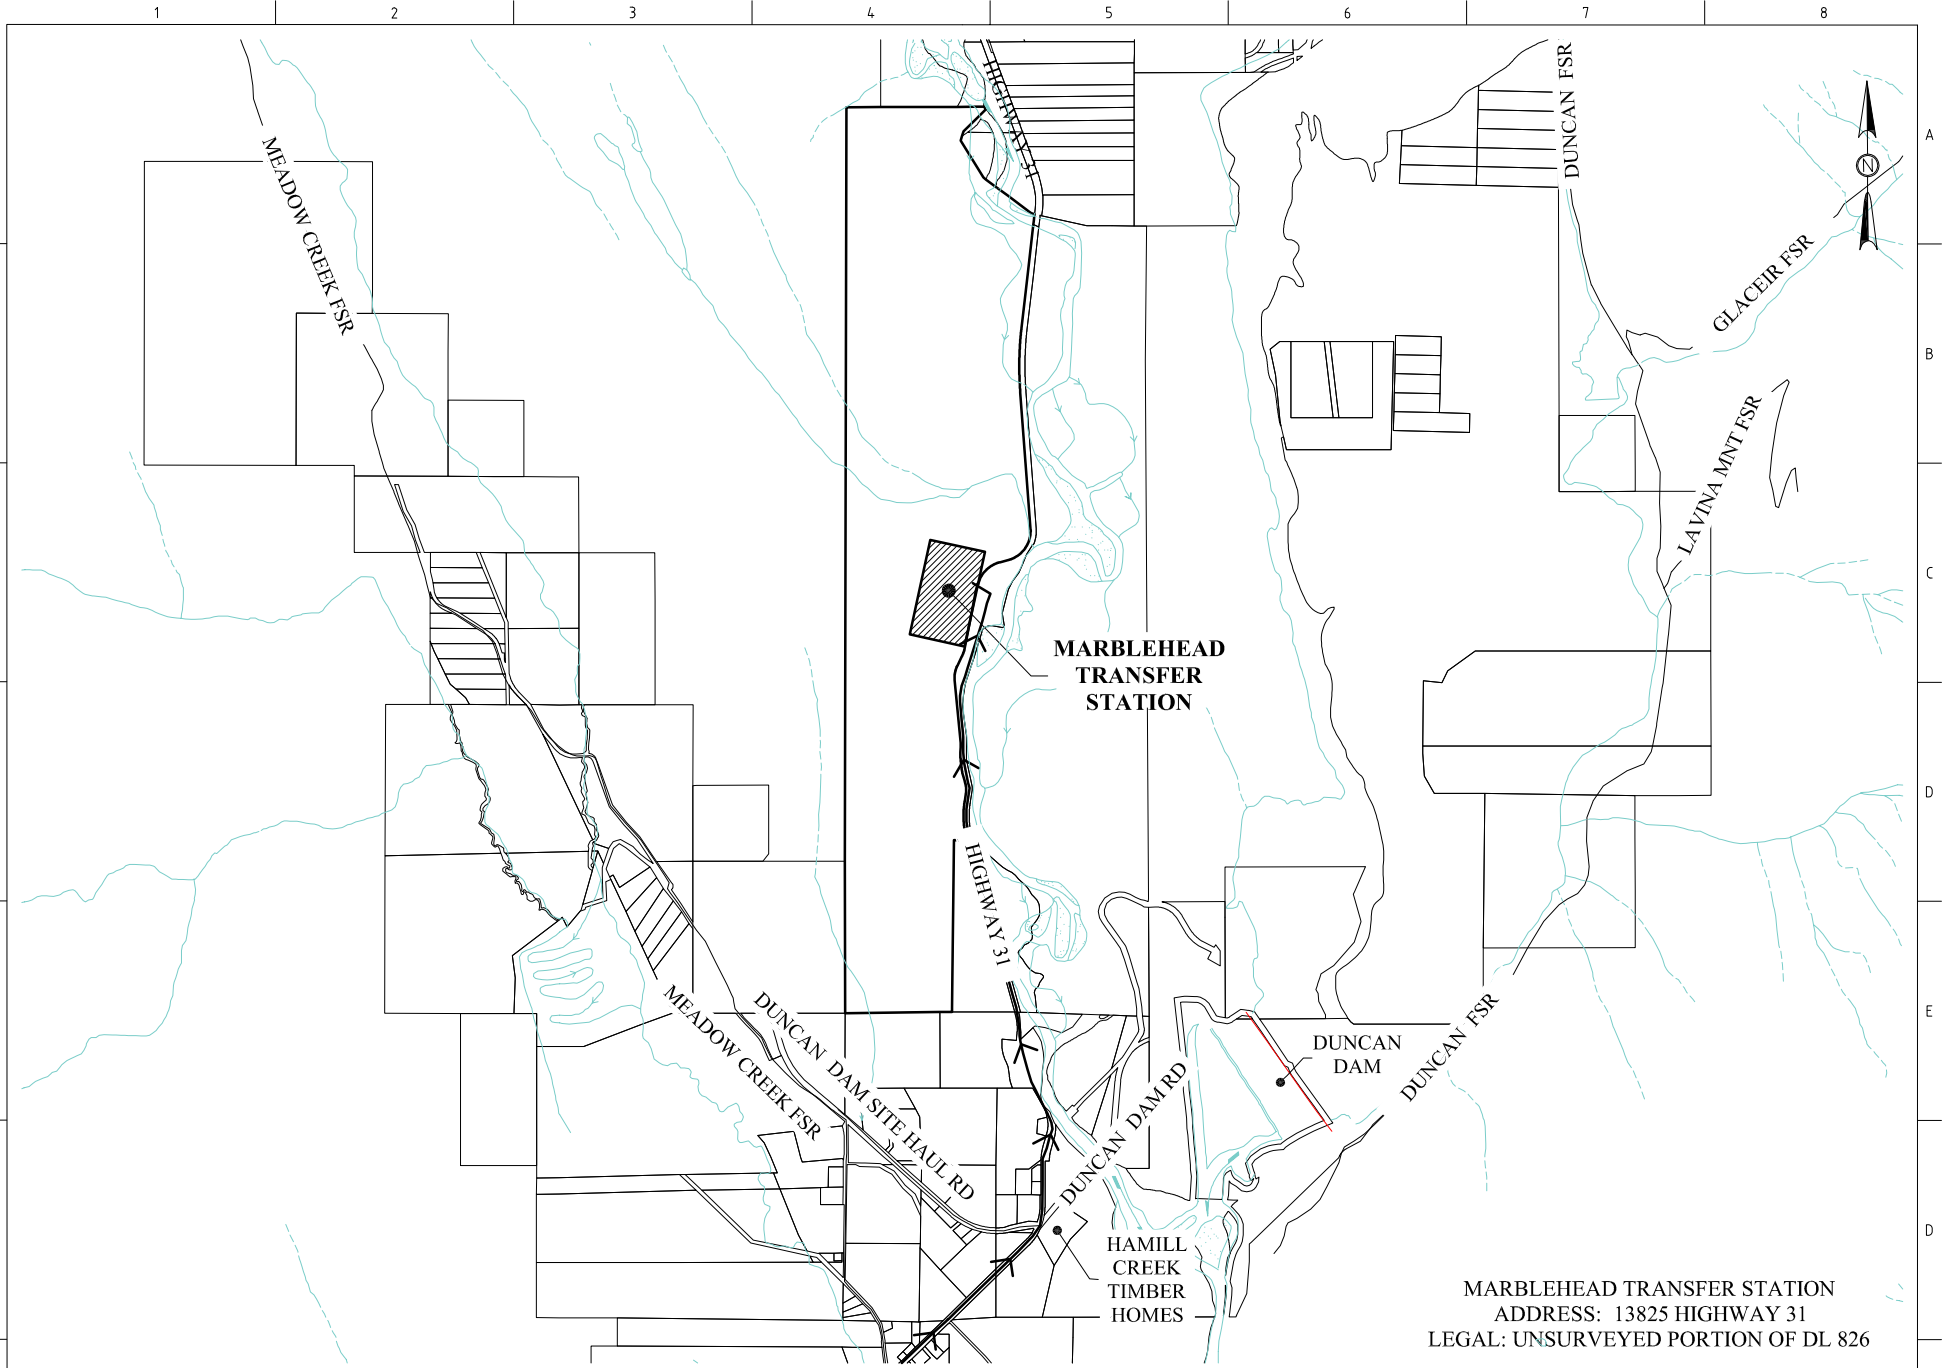 1 2 3 4 5 6 7 8
A
B
C
D
E
D
N
HIGHWAY 31
DUNCAN FSR
MEADOW CREEK FSR
GLACEIR FSR
LAVINA MNT FSR
MARBLEHEAD
TRANSFER
STATION
HIGHWAY 31
MEADOW CREEK FSR
DUNCAN DAM SITE HAUL RD
DUNCAN DAM RD
DUNCAN
DAM
DUNCAN FSR
HAMILL
CREEK
TIMBER
HOMES
MARBLEHEAD TRANSFER STATION
ADDRESS: 13825 HIGHWAY 31
LEGAL: UNSURVEYED PORTION OF DL 826